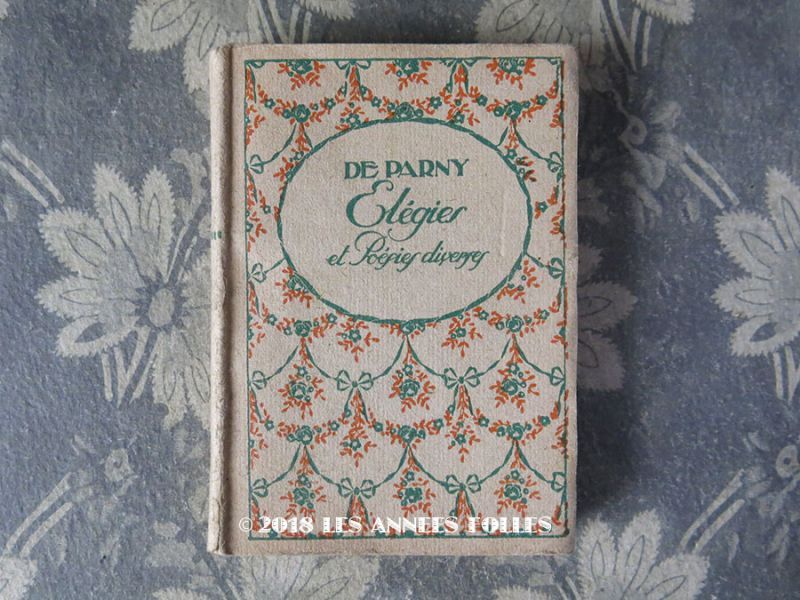 DE PARNY
Elégies
et Poésies diverses
© 2018 LES ANNEES FOLLES